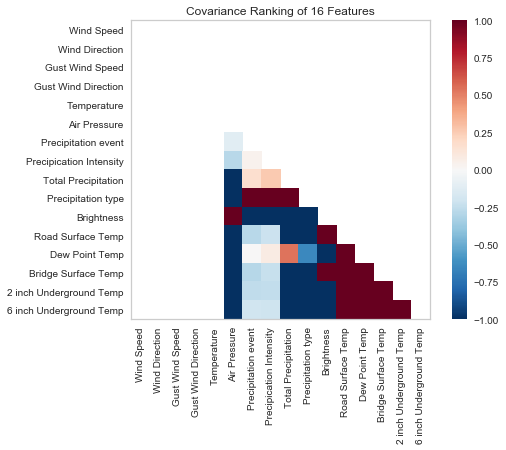 Covariance Ranking of 16 Features
Wind Speed
Wind Direction
Gust Wind Speed
Gust Wind Direction
Temperature
Air Pressure
Precipitation event
Precipication Intensity
Total Precipitation
Precipitation type
Brightness
Road Surface Temp
Dew Point Temp
Bridge Surface Temp
2 inch Underground Temp
6 inch Underground Temp
Wind Speed
Wind Direction
Gust Wind Speed
Gust Wind Direction
Temperature
Air Pressure
Precipitation event
Precipication Intensity
Total Precipitation
Precipitation type
Brightness
Road Surface Temp
Dew Point Temp
Bridge Surface Temp
2 inch Underground Temp
6 inch Underground Temp
1.00
0.75
0.50
0.25
0.00
−0.25
−0.50
−0.75
−1.00